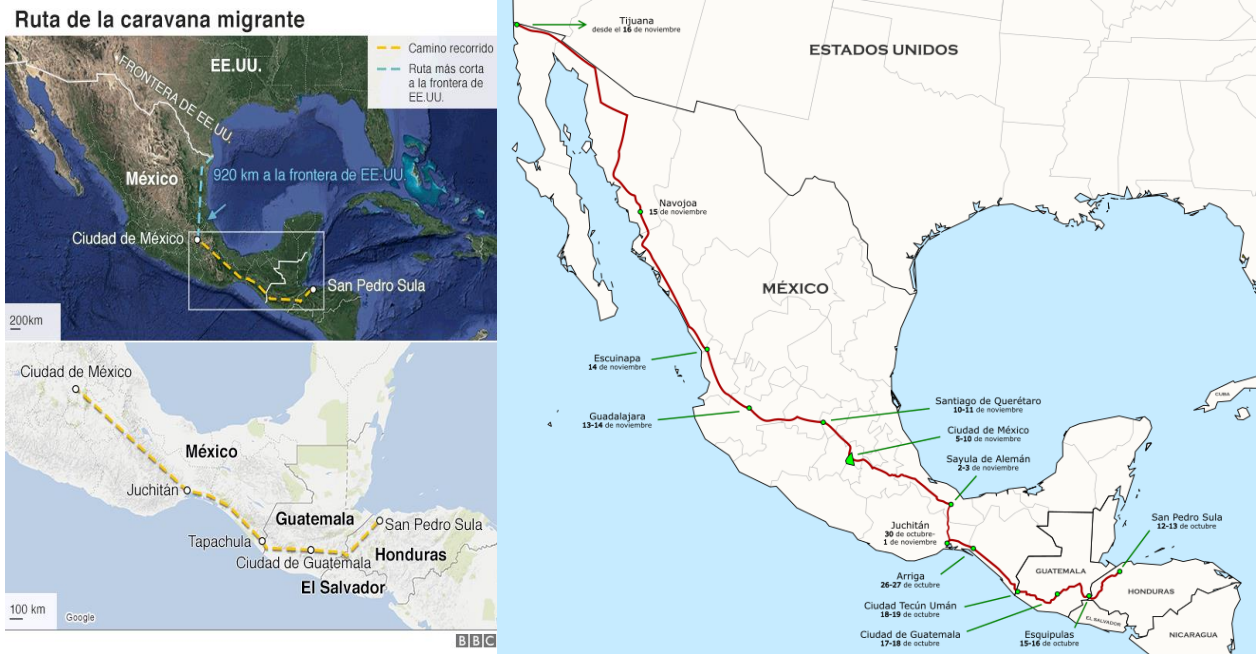 Ruta de la caravana migrante
EE.UU.
Camino recorrido
Ruta más corta
a la frontera de
EE.UU.
FRONTERA DE EE.UU.
México
920 km a la frontera de EE.UU.
Ciudad de México
San Pedro Sula
200km
Ciudad de México
México
Juchitán
Guatemala
San Pedro Sula
Tapachula
Ciudad de Guatemala
Honduras
El Salvador
100 km
Google
BBC
Tijuana
desde el 16 de noviembre
ESTADOS UNIDOS
Navojoa
15 de noviembre
MÉXICO
Escuinapa
14 de noviembre
Guadalajara
13-14 de noviembre
Santiago de Querétaro
10-11 de noviembre
CUBA
Ciudad de México
5-10 de noviembre
Sayula de Alemán
2-3 de noviembre
Juchitán
30 de octubre-
1 de noviembre
San Pedro Sula
12-13 de octubre
Arriga
26-27 de octubre
GUATEMALA
HONDURAS
Ciudad Tecún Umán
18-19 de octubre
EL SALVADOR
Ciudad de Guatemala
17-18 de octubre
Esquipulas
15-16 de octubre
NICARAGUA